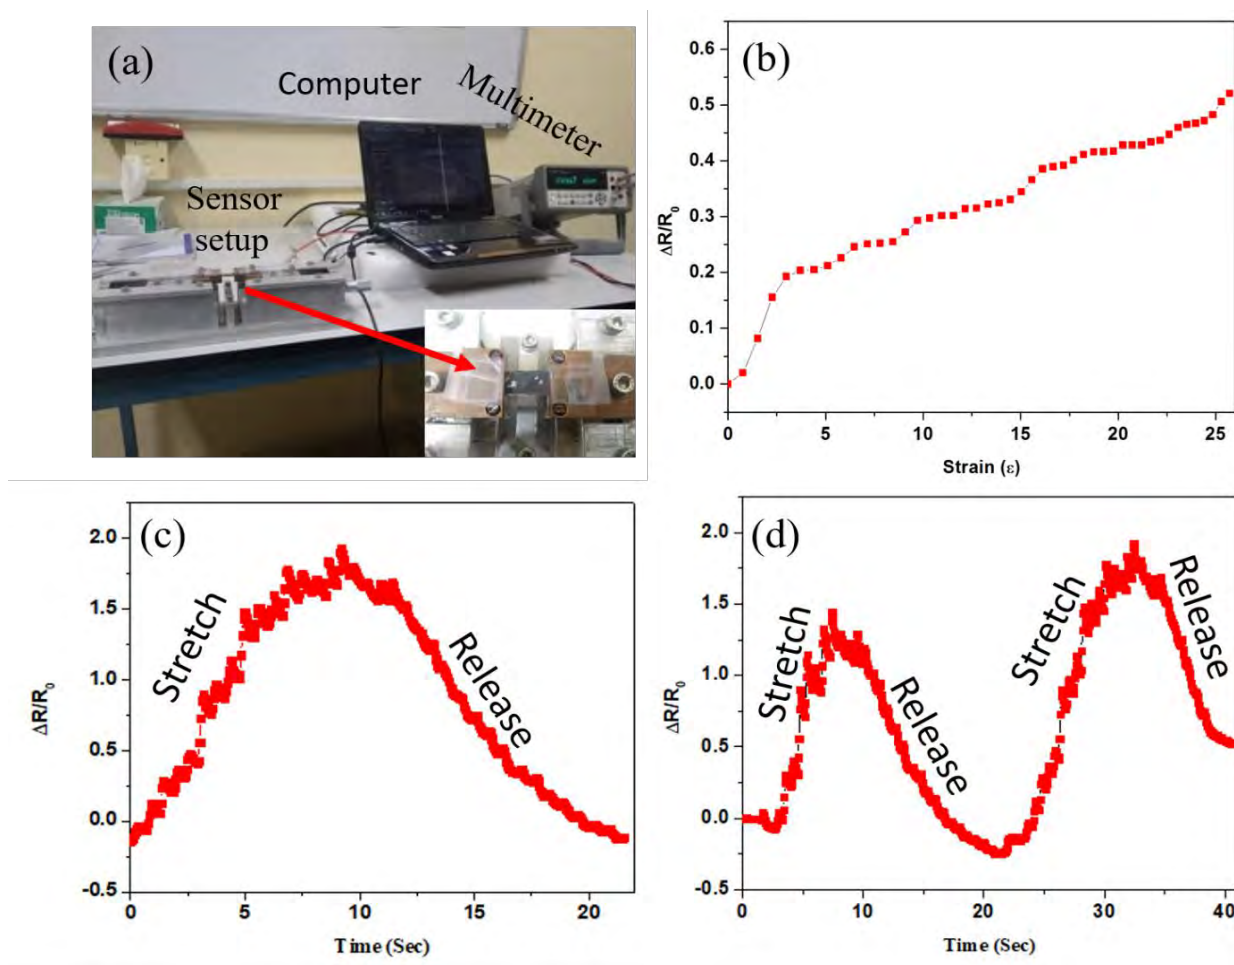 (a)
Computer
Multimeter
Sensor
setup
(b)
0.6
0.5
0.4
0.3
0.2
0.1
0.0
ΔR/R₀
0
5
10
15
20
25
Strain (ε)
(c)
2.0
1.5
1.0
0.5
0.0
-0.5
ΔR/R₀
Stretch
Release
0
5
10
15
20
Time (Sec)
(d)
2.0
1.5
1.0
0.5
0.0
-0.5
ΔR/R₀
Stretch
Release
Stretch
Release
0
10
20
30
40
Time (Sec)